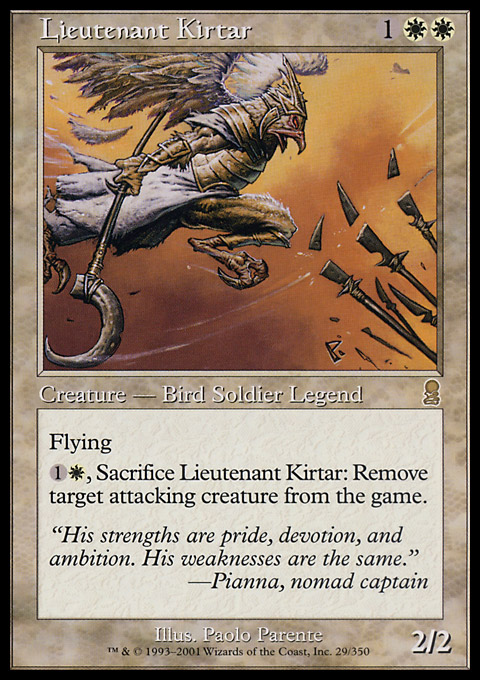 Lieutenant Kirtar 1
Creature — Bird Soldier Legend
Flying
1, Sacrifice Lieutenant Kirtar: Remove
target attacking creature from the game.
“His strengths are pride, devotion, and
ambition. His weaknesses are the same.”
—Pianna, nomad captain
Illus. Paolo Parente
2/2
™ & © 1993–2001 Wizards of the Coast, Inc. 29/350